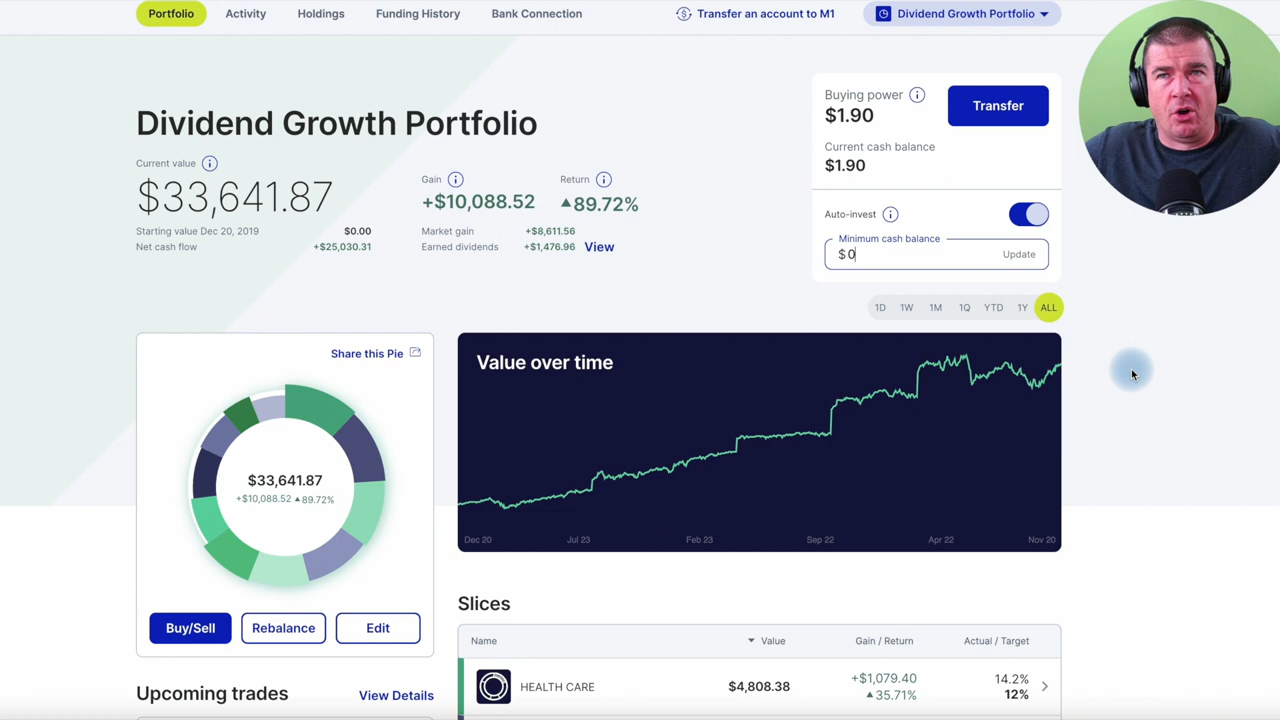 Portfolio Activity Holdings Funding History Bank Connection Transfer an account to M1 Dividend Growth Portfolio
Dividend Growth Portfolio
Current value
$33,641.87
Starting value Dec 20, 2019 $0.00
Net cash flow +$25,030.31
Gain
+$10,088.52
Return
89.72%
Market gain +$8,611.56
Earned dividends +$1,476.96 View
Buying power
$1.90
Transfer
Current cash balance
$1.90
Auto-invest
Minimum cash balance
$0 Update
1D 1W 1M 1Q YTD 1Y ALL
Share this Pie
$33,641.87
+$10,088.52 89.72%
Buy/Sell Rebalance Edit
Value over time
Dec 20 Jul 23 Feb 23 Sep 22 Apr 22 Nov 20
Slices
Name Value Gain / Return Actual / Target
HEALTH CARE $4,808.38 +$1,079.40 14.2%
35.71% 12%
Upcoming trades View Details